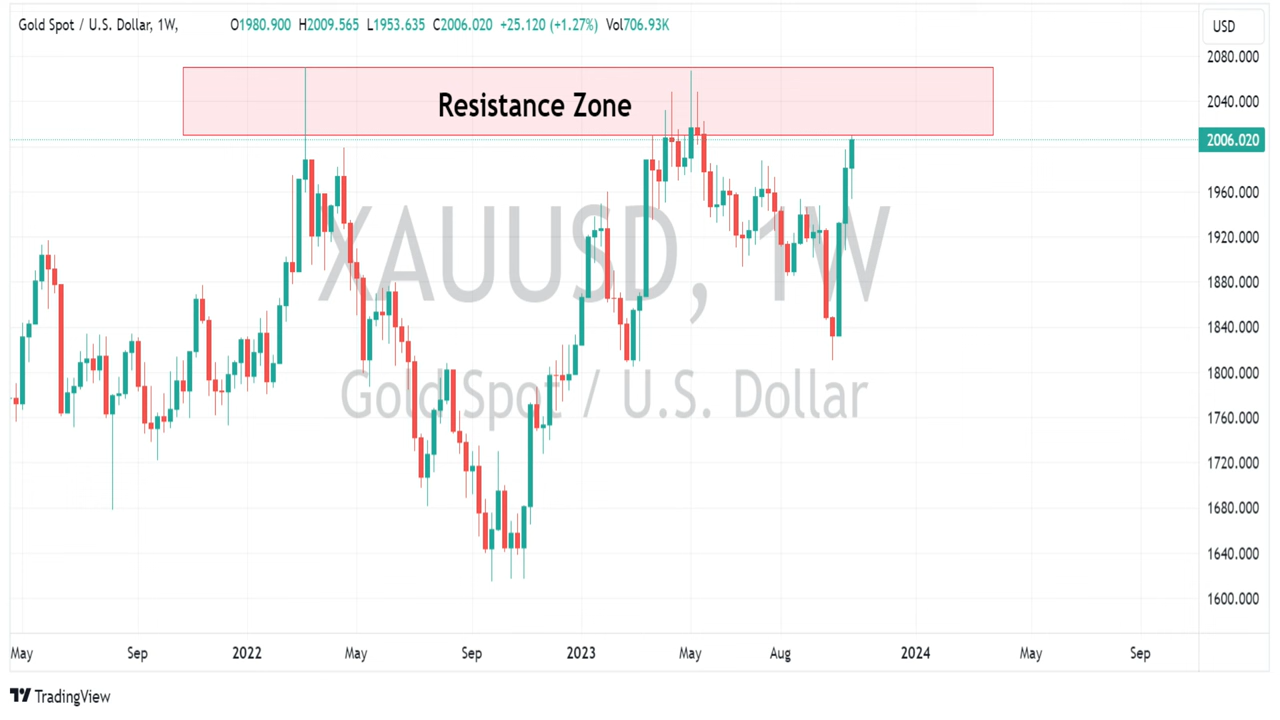 Gold Spot / U.S. Dollar, 1W, O1980.900 H2009.565 L1953.635 C2006.020 +25.120 (+1.27%) Vol706.93K
USD
2080.000
Resistance Zone
2040.000
2006.020
1960.000
XAUUSD, 1W
1920.000
1880.000
1840.000
1800.000
Gold Spot / U.S. Dollar
1760.000
1720.000
1680.000
1640.000
1600.000
May Sep 2022 May Sep 2023 May Aug 2024 May Sep
TradingView